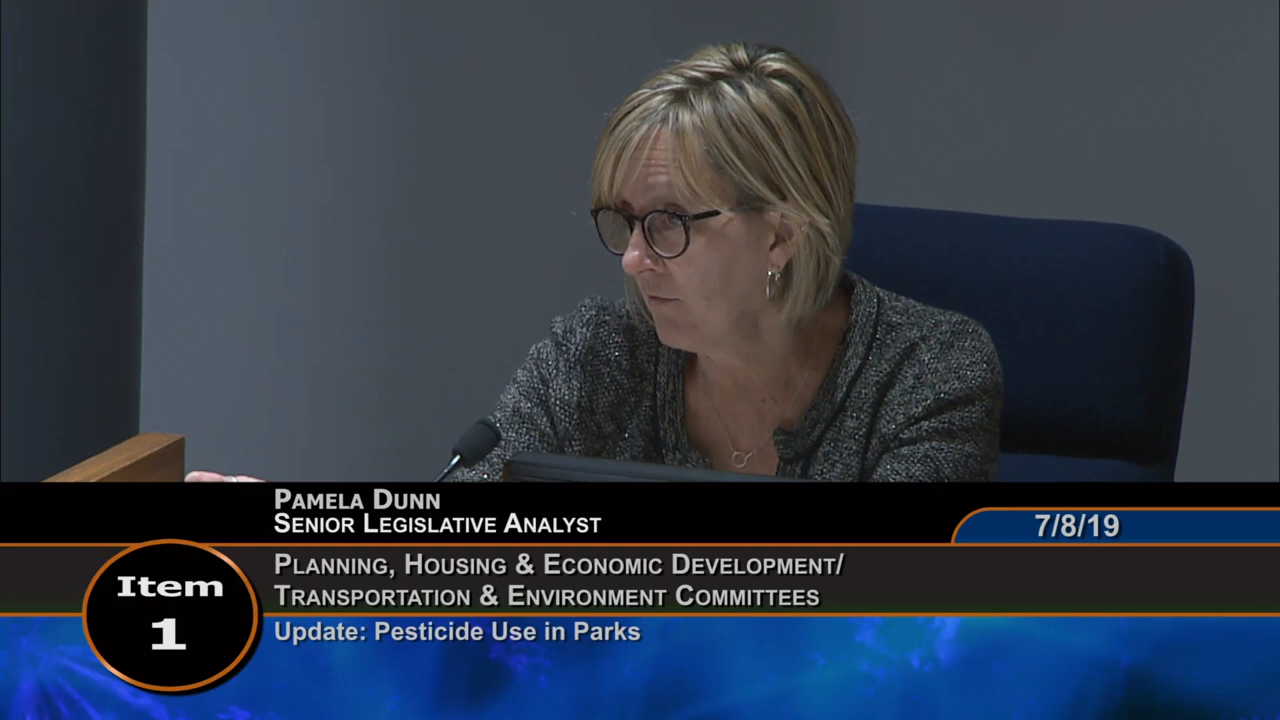 Pamela Dunn
Senior Legislative Analyst
7/8/19
Planning, Housing & Economic Development/
Transportation & Environment Committees
Item
1
Update: Pesticide Use in Parks